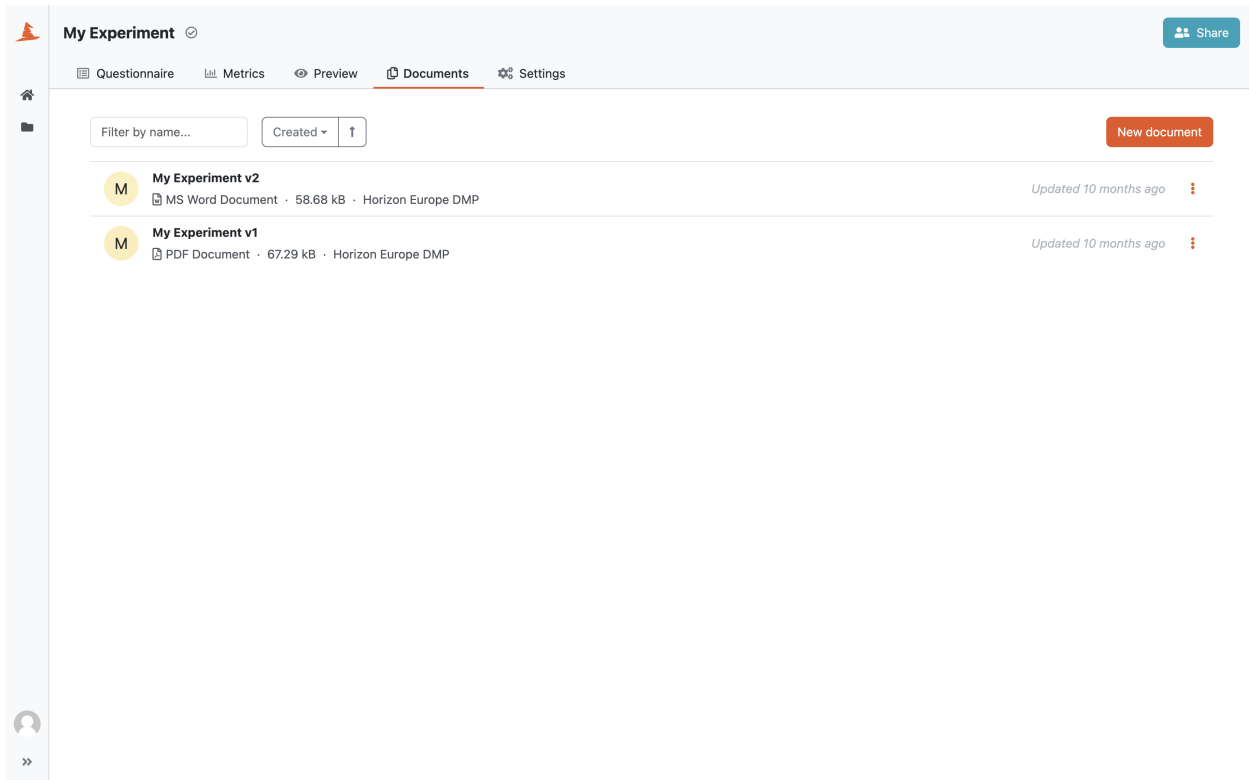 My Experiment
Share
Questionnaire Metrics Preview Documents Settings
Filter by name... Created New document
M My Experiment v2
MS Word Document · 58.68 kB · Horizon Europe DMP
Updated 10 months ago
M My Experiment v1
PDF Document · 67.29 kB · Horizon Europe DMP
Updated 10 months ago